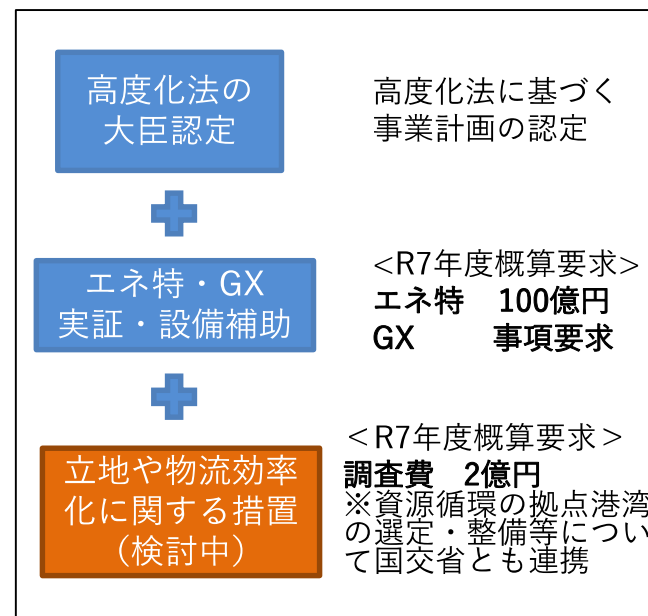 高度化法の
大臣認定
高度化法に基づく
事業計画の認定
エネ特・GX
実証・設備補助
<R7年度概算要求>
エネ特　100億円
GX　　　事項要求
立地や物流効率
化に関する措置
（検討中）
＜R7年度概算要求＞
調査費　2億円
※資源循環の拠点港湾
の選定・整備等につい
て国交省とも連携